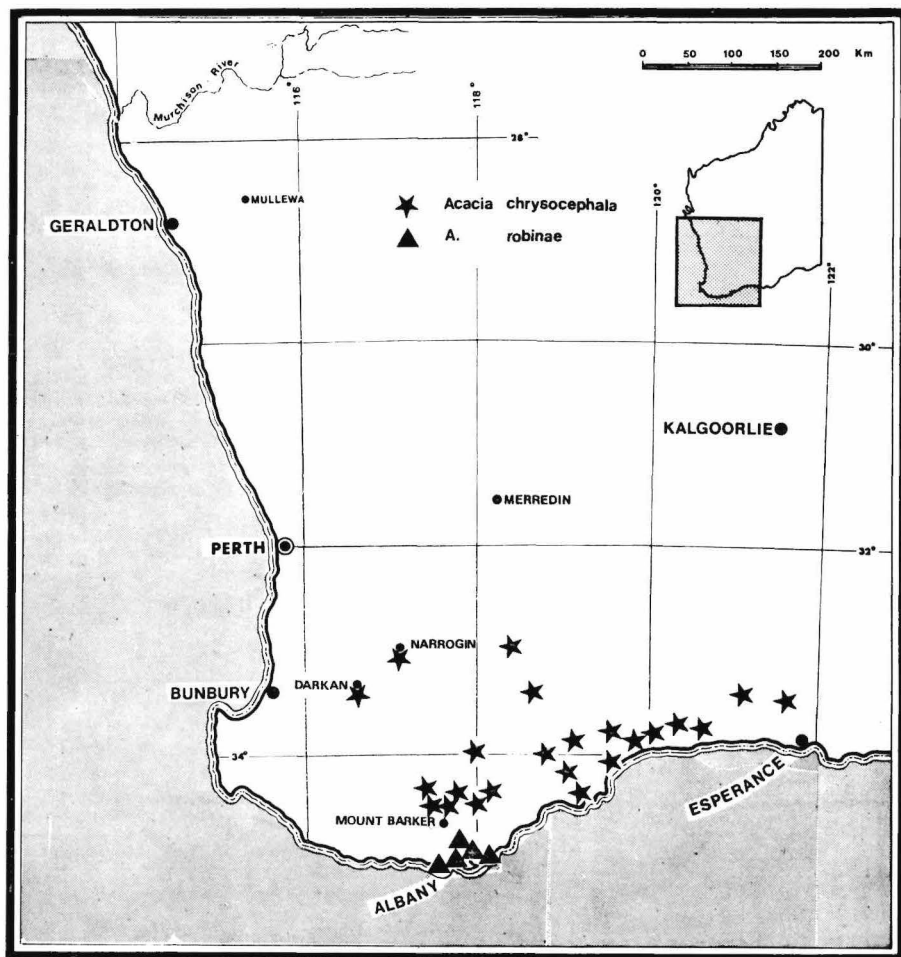 0 50 100 150 200 Km
Murchison River
116°
118°
28°
MULLEWA
120°
Acacia chrysocephala
GERALDTON
A. robinae
122°
30°
KALGOORLIE
MERREDIN
PERTH
32°
NARROGIN
DARKAN
BUNBURY
34°
ESPERANCE
MOUNT BARKER
ALBANY